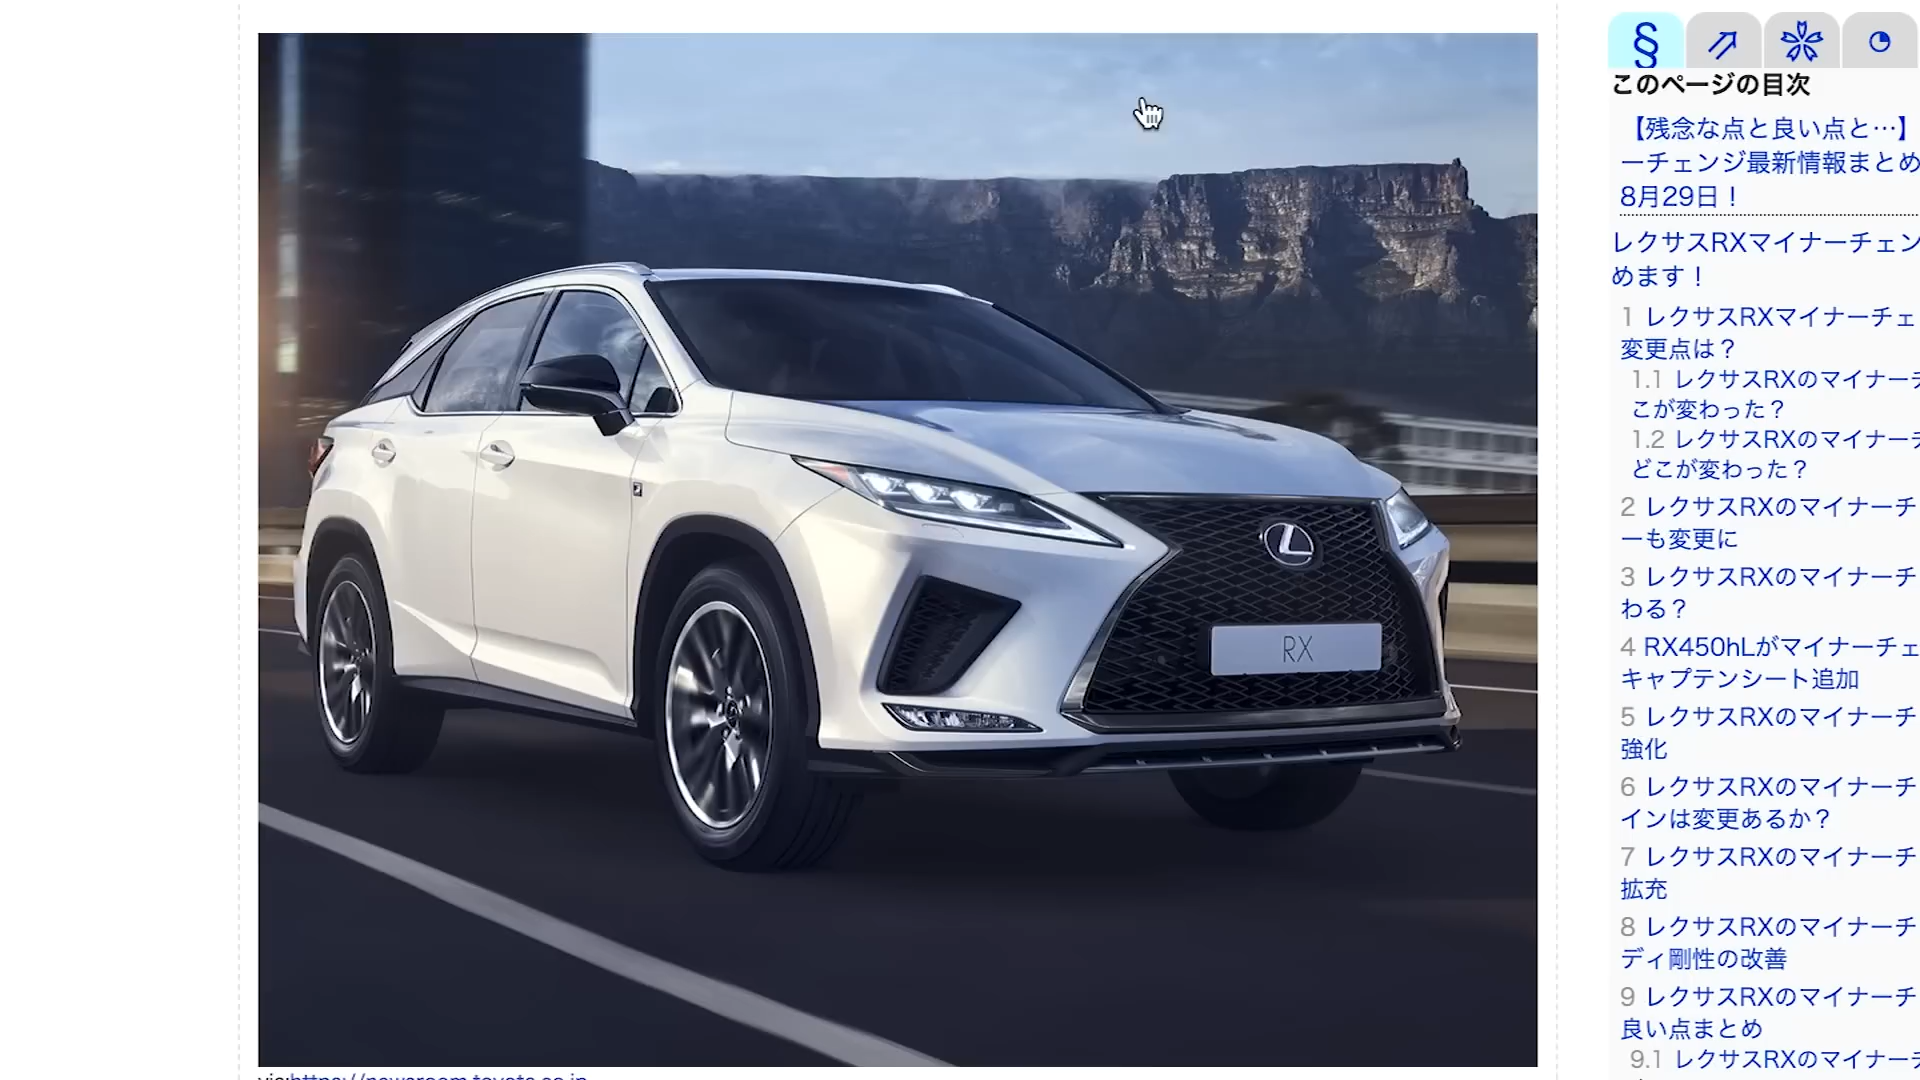 RX
via:https://newsroom.toyota.co.jp
§
このページの目次
【残念な点と良い点と…】
ーチェンジ最新情報まとめ
8月29日！
レクサスRXマイナーチェン
めます！
1 レクサスRXマイナーチェ
変更点は？
1.1 レクサスRXのマイナーチ
こが変わった？
1.2 レクサスRXのマイナーチ
どこが変わった？
2 レクサスRXのマイナーチ
ーも変更に
3 レクサスRXのマイナーチ
わる？
4 RX450hLがマイナーチェ
キャプテンシート追加
5 レクサスRXのマイナーチ
強化
6 レクサスRXのマイナーチ
インは変更あるか？
7 レクサスRXのマイナーチ
拡充
8 レクサスRXのマイナーチ
ディ剛性の改善
9 レクサスRXのマイナーチ
良い点まとめ
9.1 レクサスRXのマイナーチ